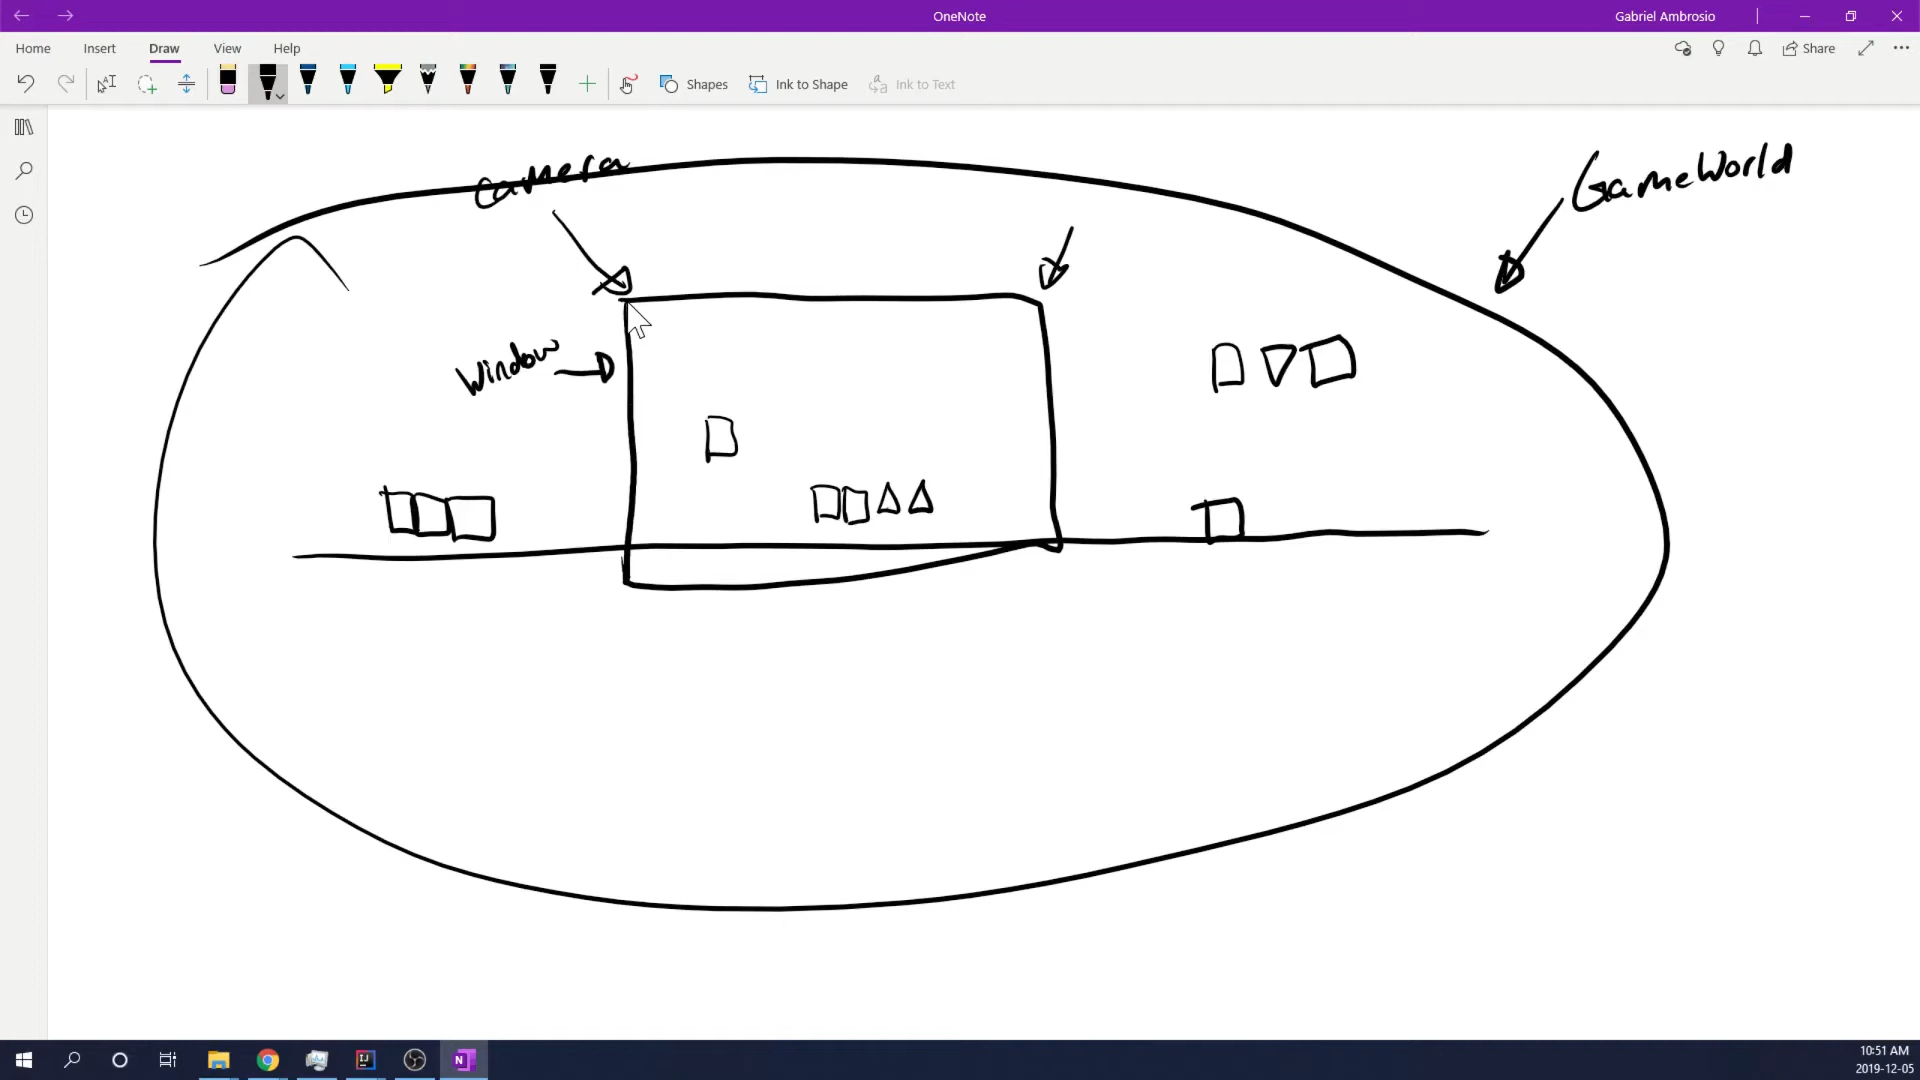 OneNote
Gabriel Ambrosio
Home Insert Draw View Help
Share
Shapes Ink to Shape Ink to Text
Camera
GameWorld
Window
10:51 AM
2019-12-05